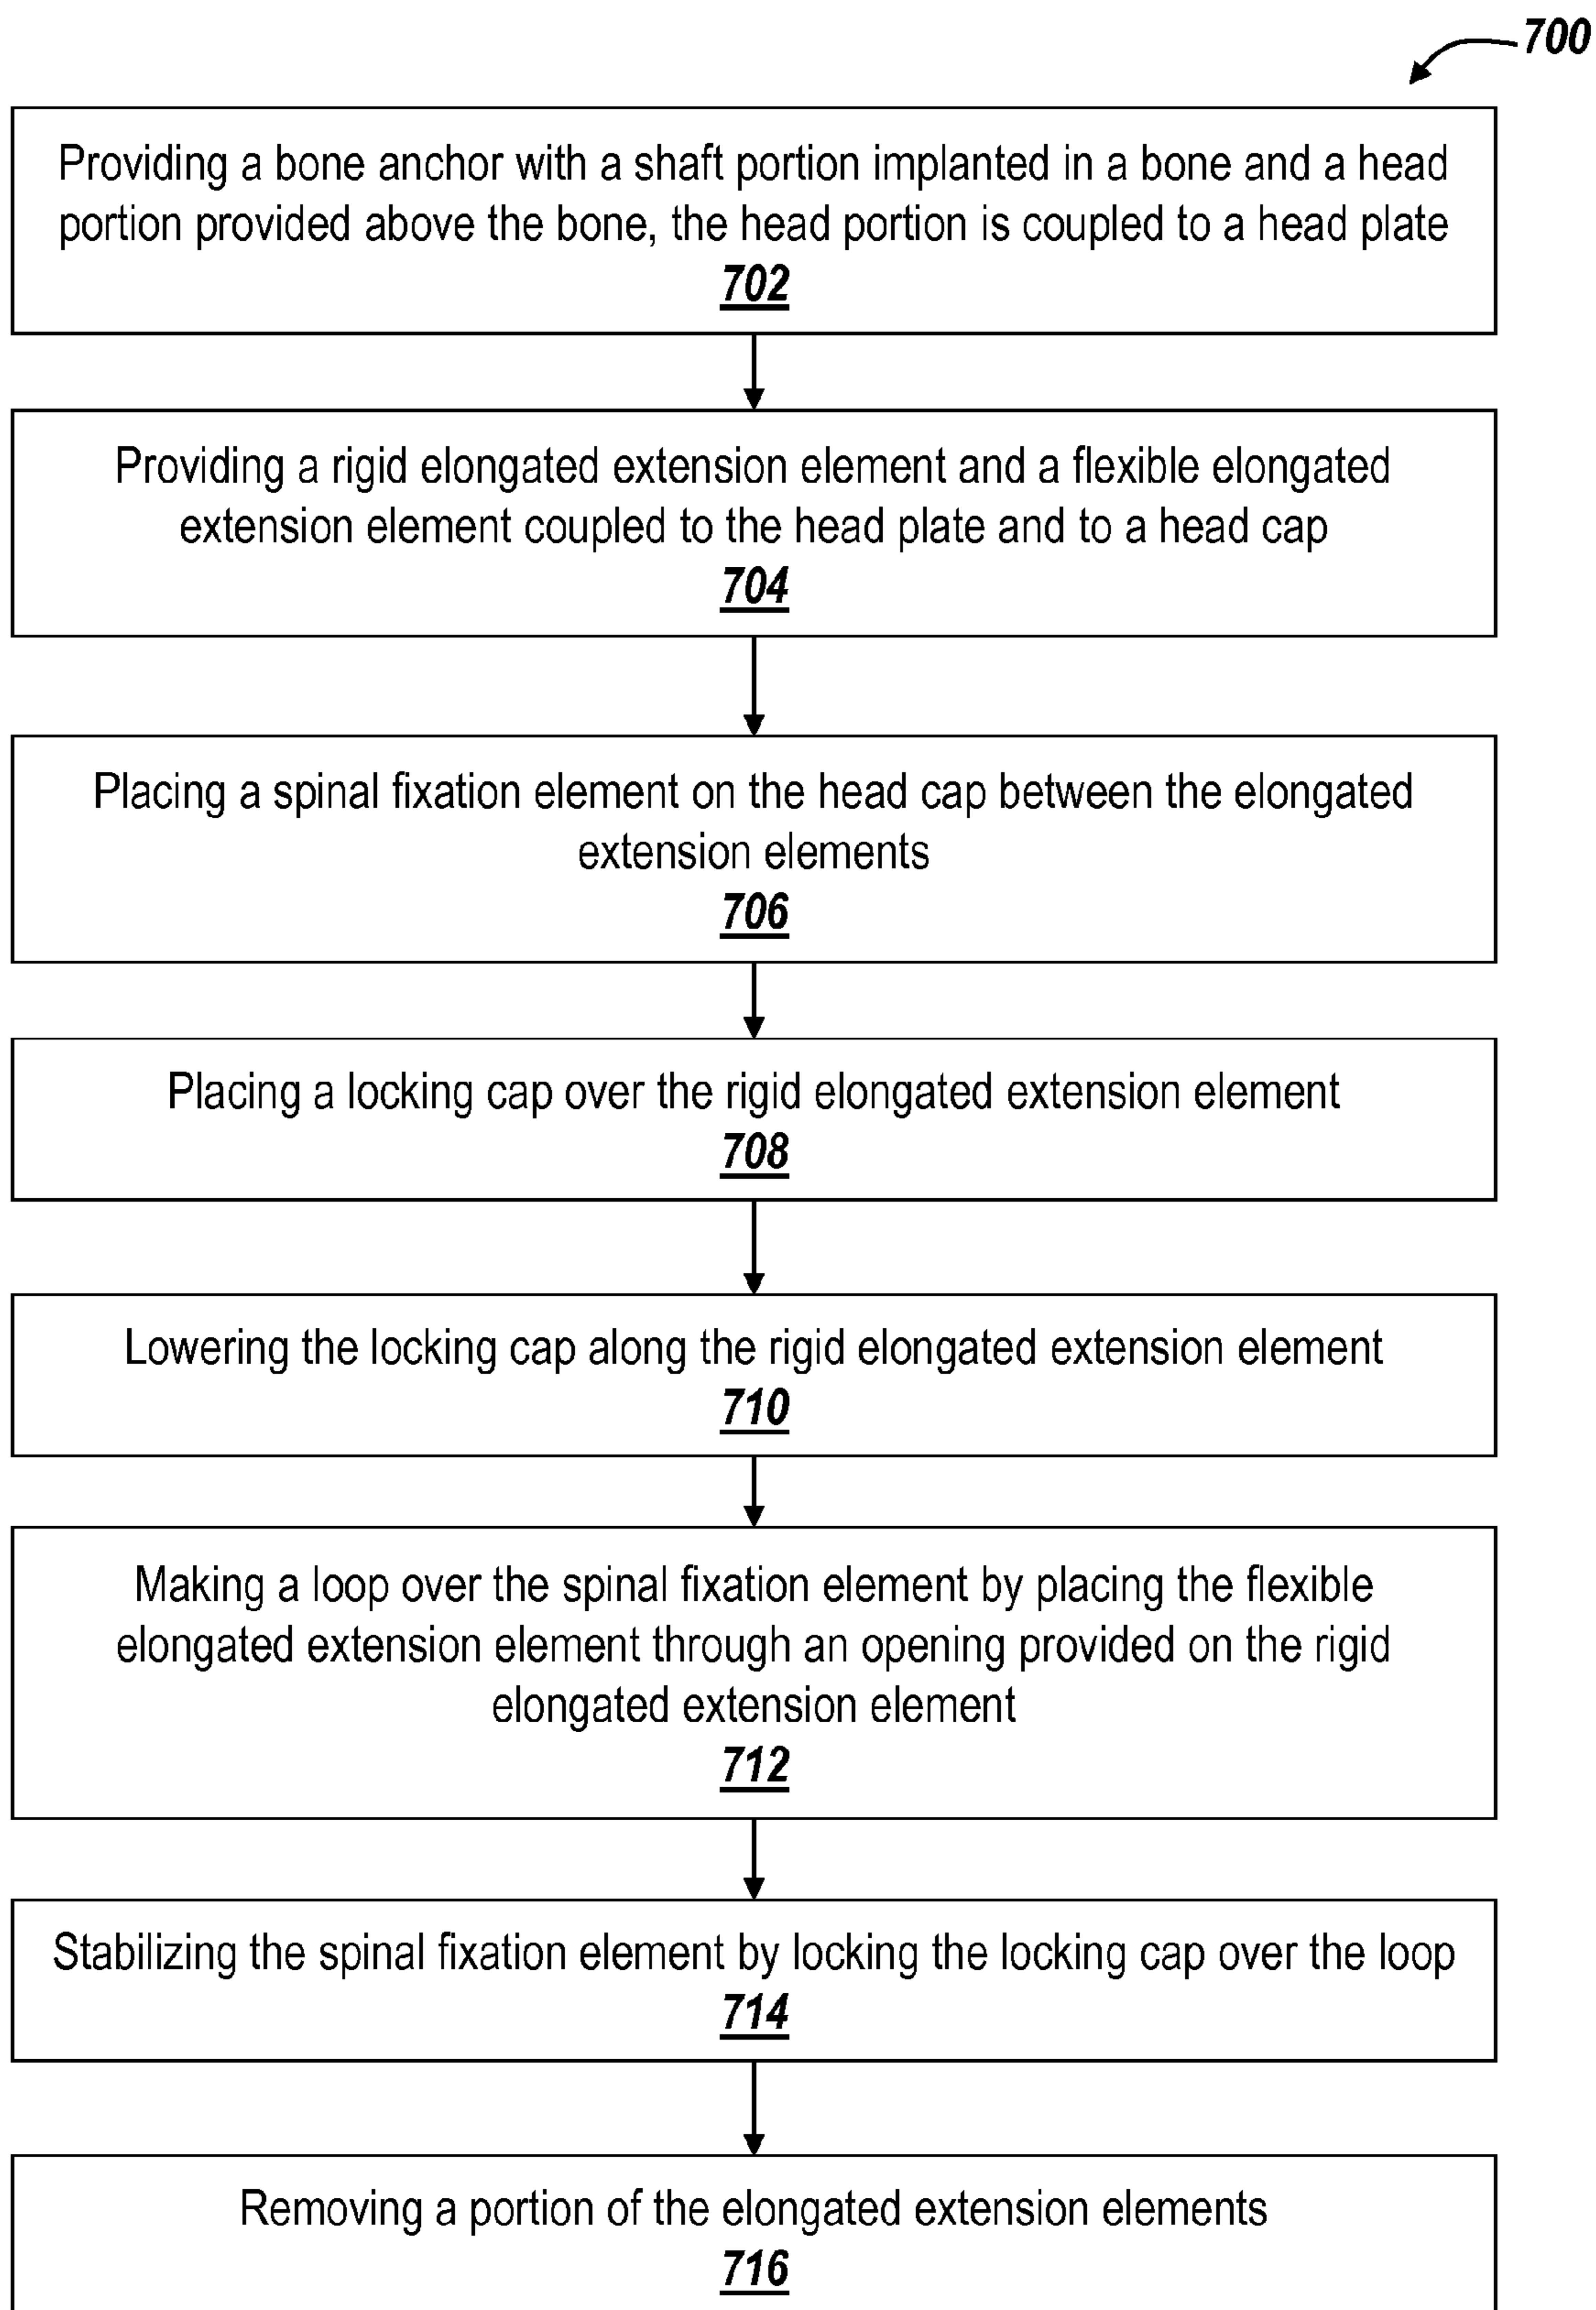 700
Providing a bone anchor with a shaft portion implanted in a bone and a head
portion provided above the bone, the head portion is coupled to a head plate
702
Providing a rigid elongated extension element and a flexible elongated
extension element coupled to the head plate and to a head cap
704
Placing a spinal fixation element on the head cap between the elongated
extension elements
706
Placing a locking cap over the rigid elongated extension element
708
Lowering the locking cap along the rigid elongated extension element
710
Making a loop over the spinal fixation element by placing the flexible
elongated extension element through an opening provided on the rigid
elongated extension element
712
Stabilizing the spinal fixation element by locking the locking cap over the loop
714
Removing a portion of the elongated extension elements
716